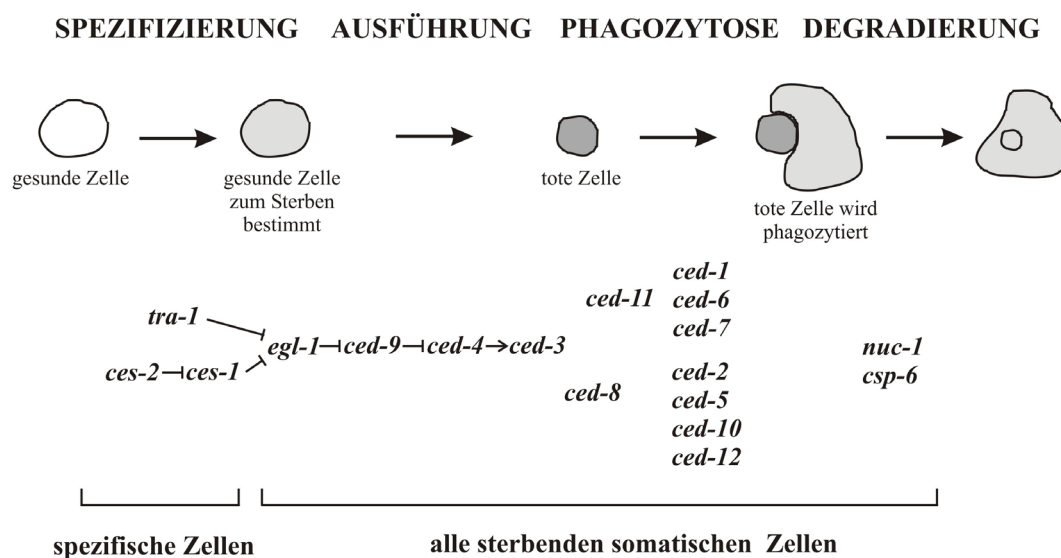 SPEZIFIZIERUNG AUSFÜHRUNG PHAGOZYTOSE DEGRADIERUNG
gesunde Zelle
gesunde Zelle
zum Sterben
bestimmt
tote Zelle
tote Zelle wird
phagozytiert
tra-1
ces-2 ces-1
egl-1 ced-9 ced-4 ced-3
ced-11
ced-8
ced-1
ced-6
ced-7
ced-2
ced-5
ced-10
ced-12
nuc-1
csp-6
spezifische Zellen
alle sterbenden somatischen Zellen